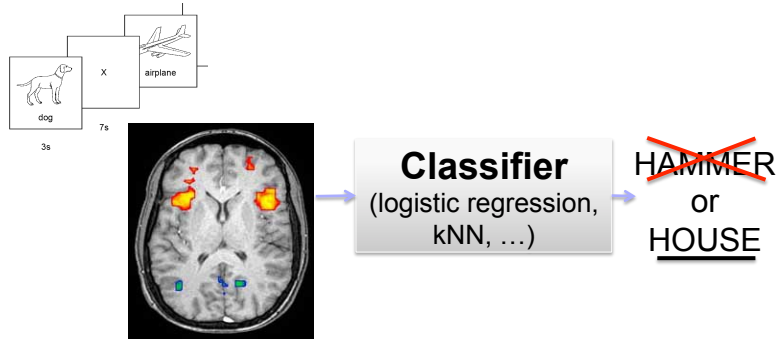 X
airplane
dog
7s
3s
Classifier
(logistic regression,
kNN, …)
HAMMER
or
HOUSE